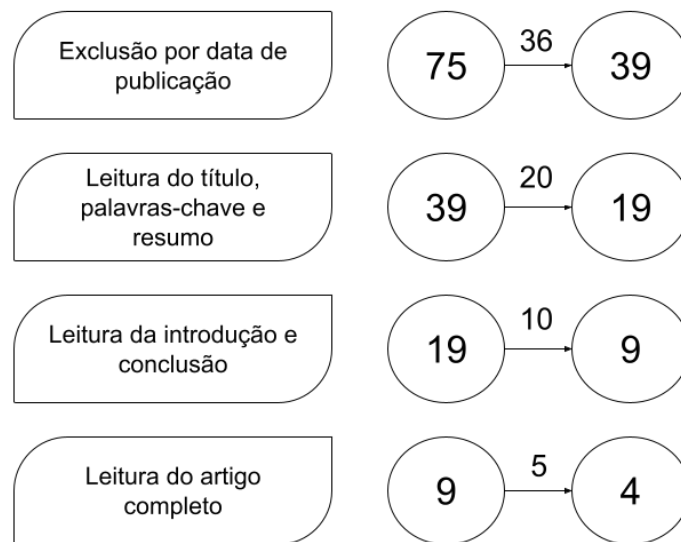 Exclusão por data de
publicação
75
36
39
Leitura do título,
palavras-chave e
resumo
39
20
19
Leitura da introdução e
conclusão
19
10
9
Leitura do artigo
completo
9
5
4